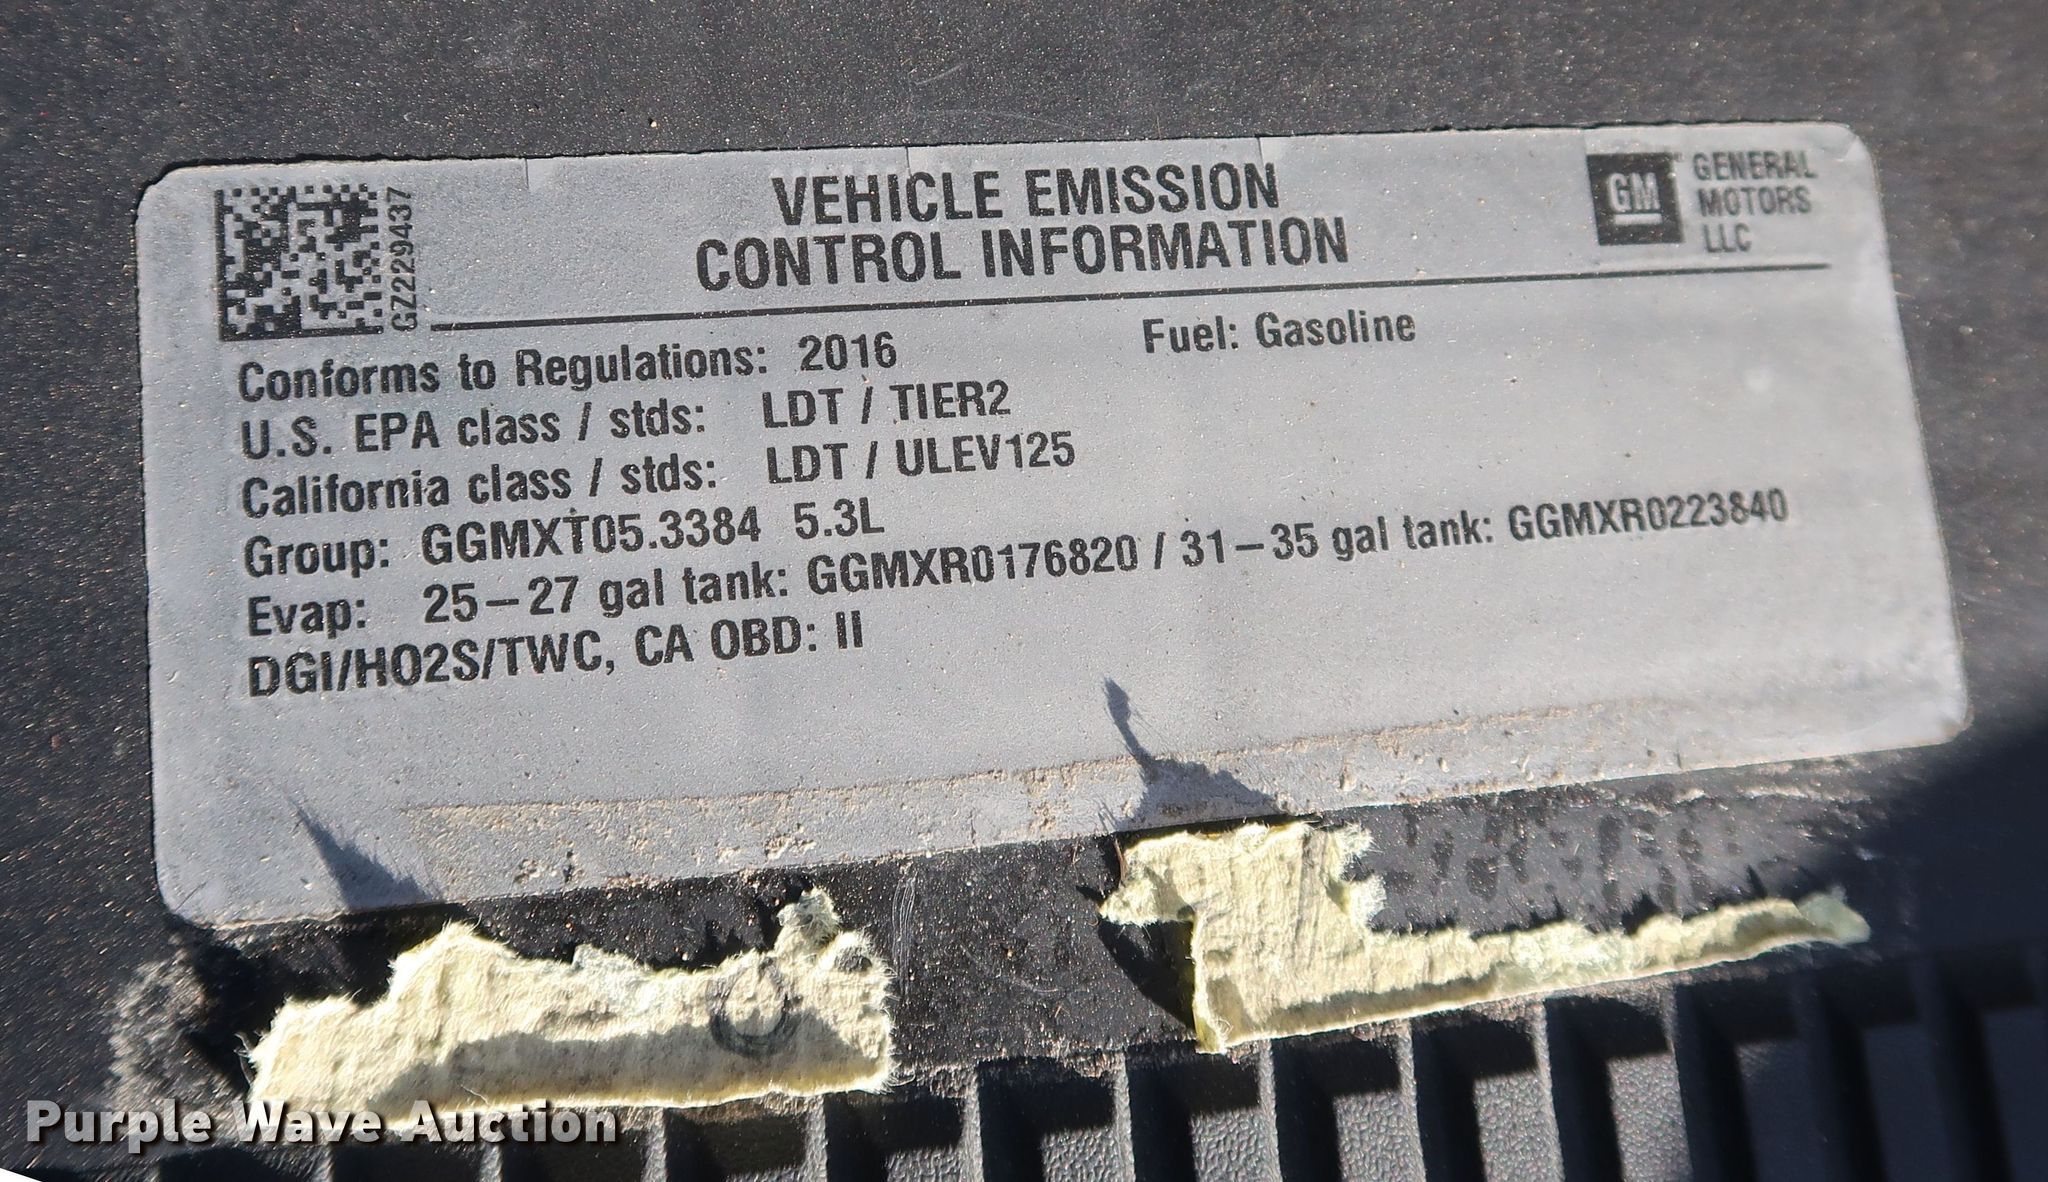 GZ229437
VEHICLE EMISSION
CONTROL INFORMATION
GM
GENERAL
MOTORS
LLC
Conforms to Regulations: 2016 Fuel: Gasoline
U.S. EPA class / stds: LDT / TIER2
California class / stds: LDT / ULEV125
Group: GGMXT05.3384 5.3L
Evap: 25-27 gal tank: GGMXR0176820 / 31-35 gal tank: GGMXR0223840
DGI/HO2S/TWC, CA OBD: II
Purple Wave Auction